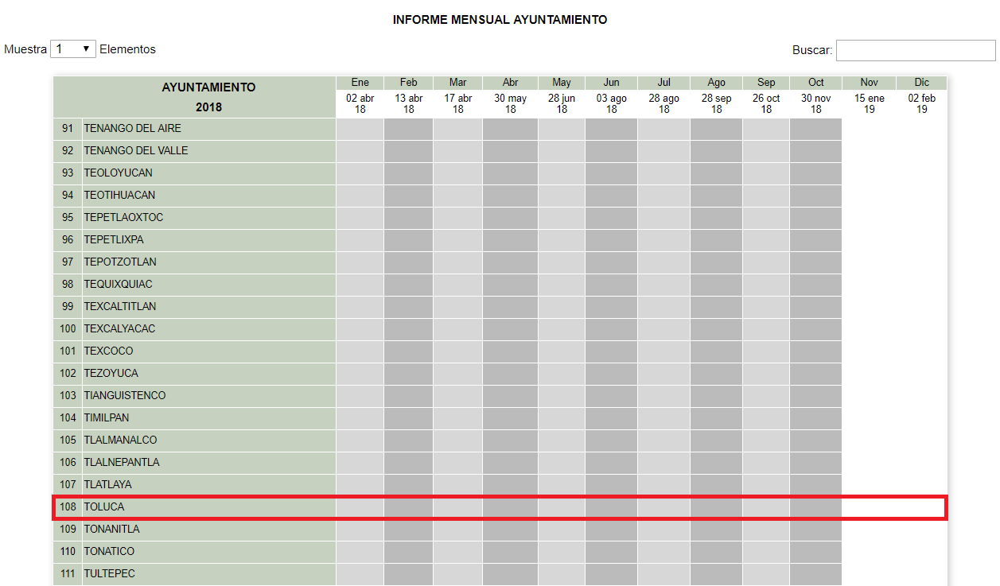 INFORME MENSUAL AYUNTAMIENTO
Muestra 1 Elementos Buscar:
AYUNTAMIENTO Ene Feb Mar Abr May Jun Jul Ago Sep Oct Nov Dic
2018 02 abr 13 abr 17 abr 30 may 28 jun 03 ago 28 ago 28 sep 26 oct 30 nov 15 ene 02 feb
18 18 18 18 18 18 18 18 18 18 19 19
91 TENANGO DEL AIRE
92 TENANGO DEL VALLE
93 TEOLOYUCAN
94 TEOTIHUACAN
95 TEPETLAOXTOC
96 TEPETLIXPA
97 TEPOTZOTLAN
98 TEQUIXQUIAC
99 TEXCALTITLAN
100 TEXCALYACAC
101 TEXCOCO
102 TEZOYUCA
103 TIANGUISTENCO
104 TIMILPAN
105 TLALMANALCO
106 TLALNEPANTLA
107 TLATLAYA
108 TOLUCA
109 TONANITLA
110 TONATICO
111 TULTEPEC